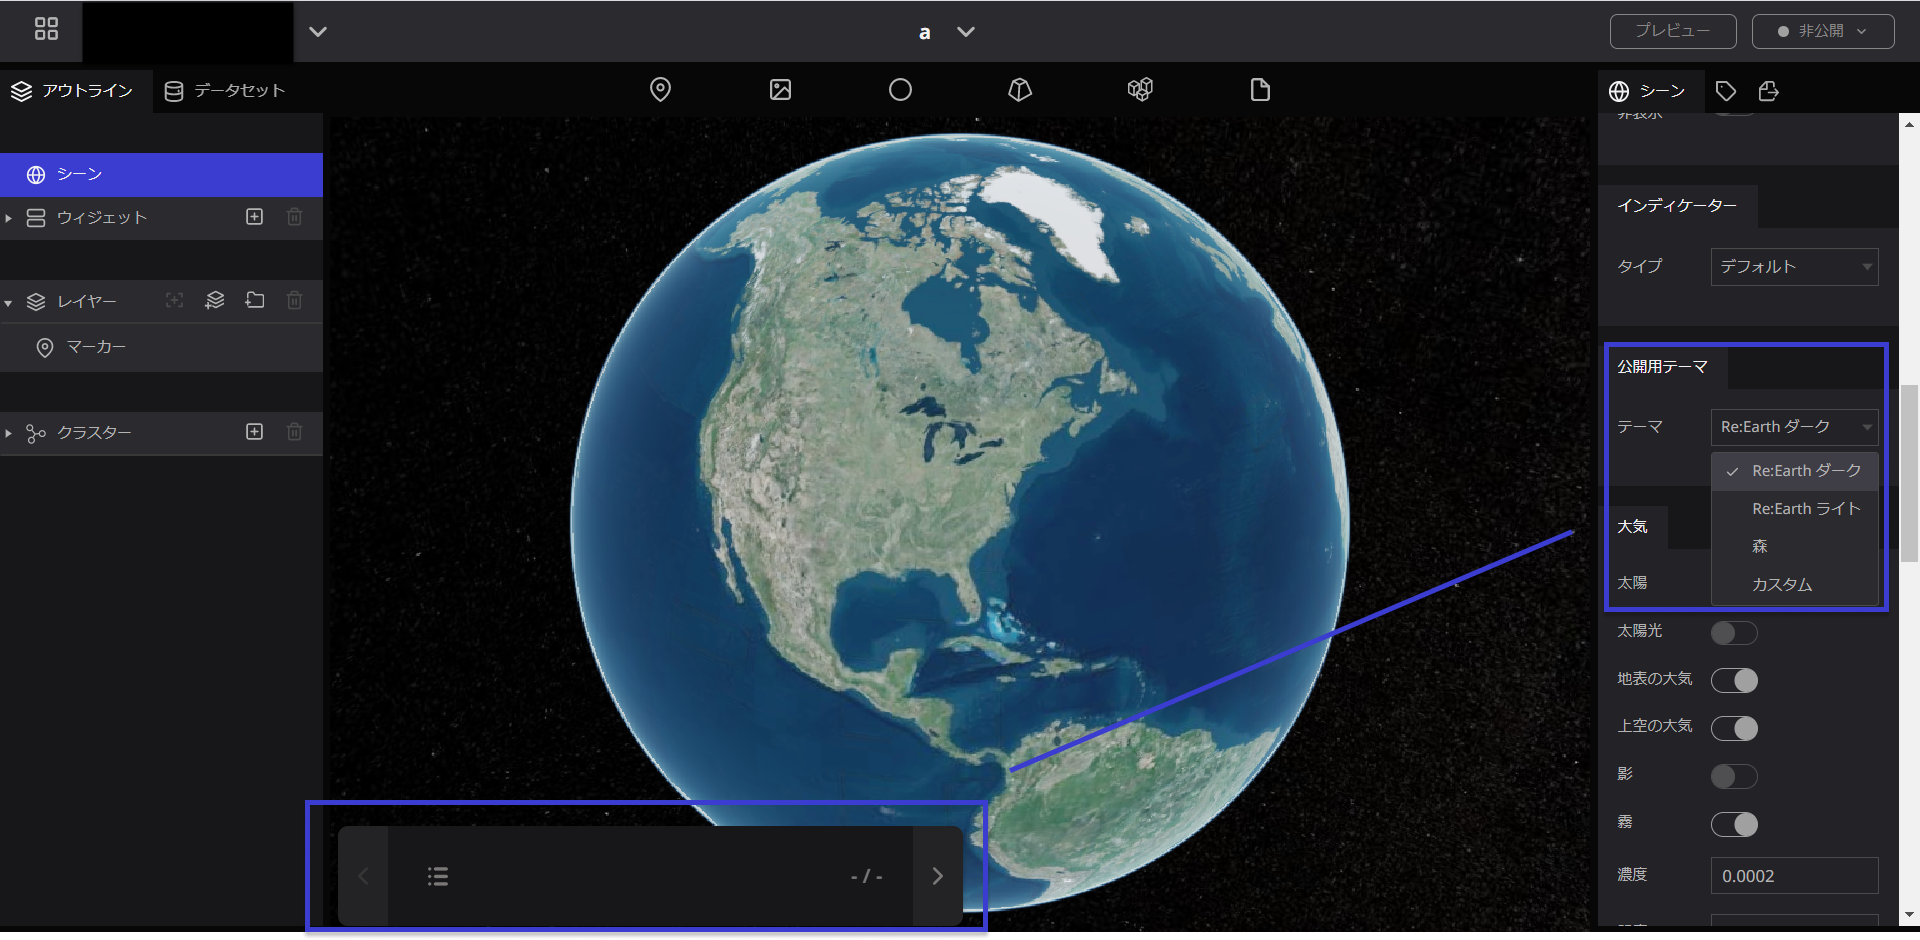 a
プレビュー
非公開
アウトライン
データセット
シーン
シーン
ウィジェット
レイヤー
マーカー
クラスター
- / -
非表示
インディケーター
タイプ
デフォルト
公開用テーマ
テーマ
Re:Earth ダーク
Re:Earth ダーク
Re:Earth ライト
森
カスタム
大気
太陽
太陽光
地表の大気
上空の大気
影
霧
濃度
0.0002